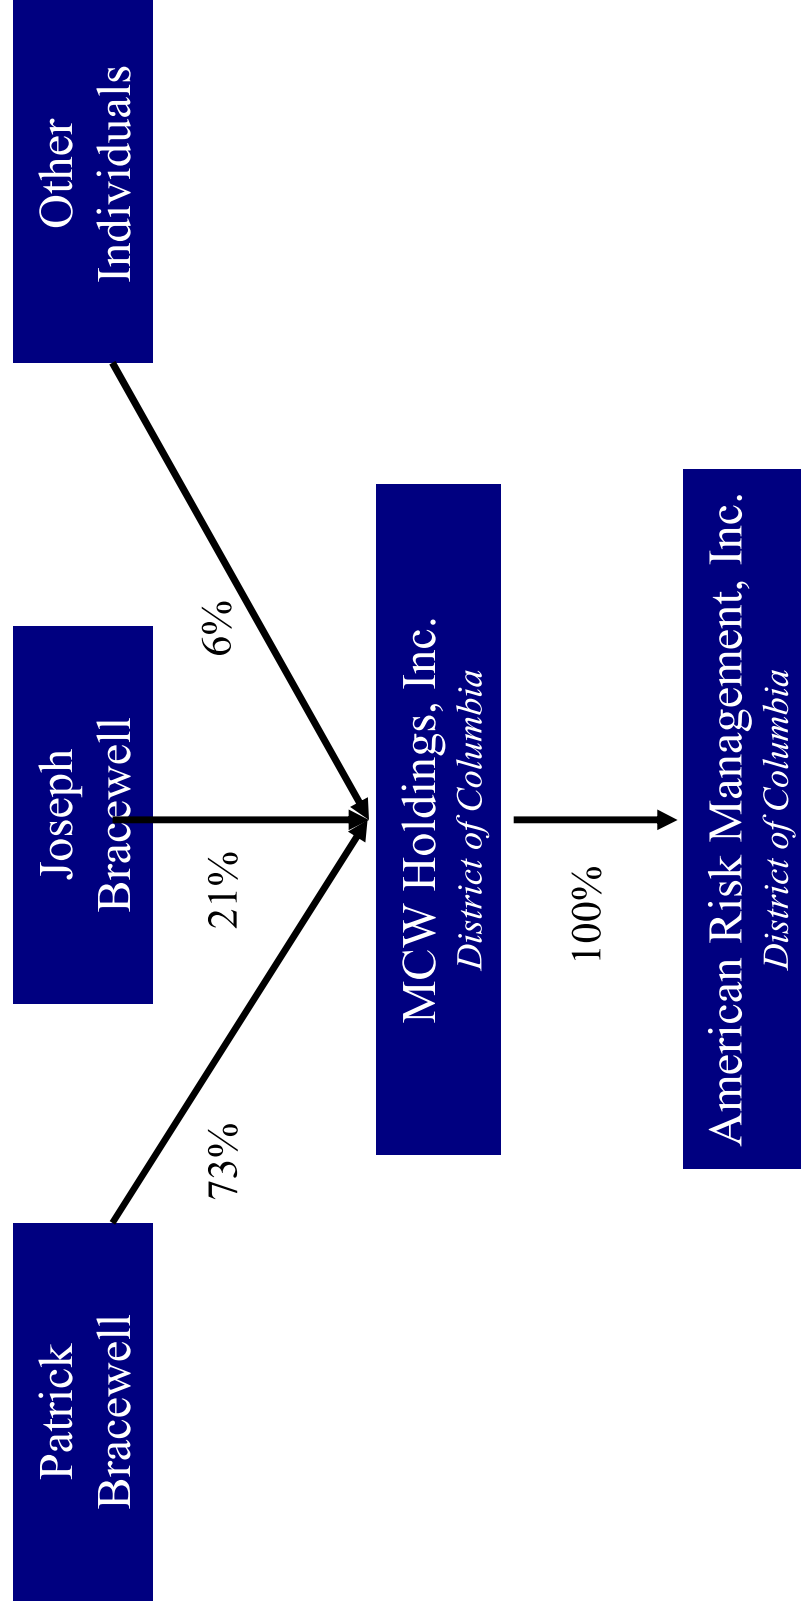 Patrick
Bracewell
Joseph
Bracewell
Other
Individuals
73%
21%
6%
MCW Holdings, Inc.
District of Columbia
100%
American Risk Management, Inc.
District of Columbia